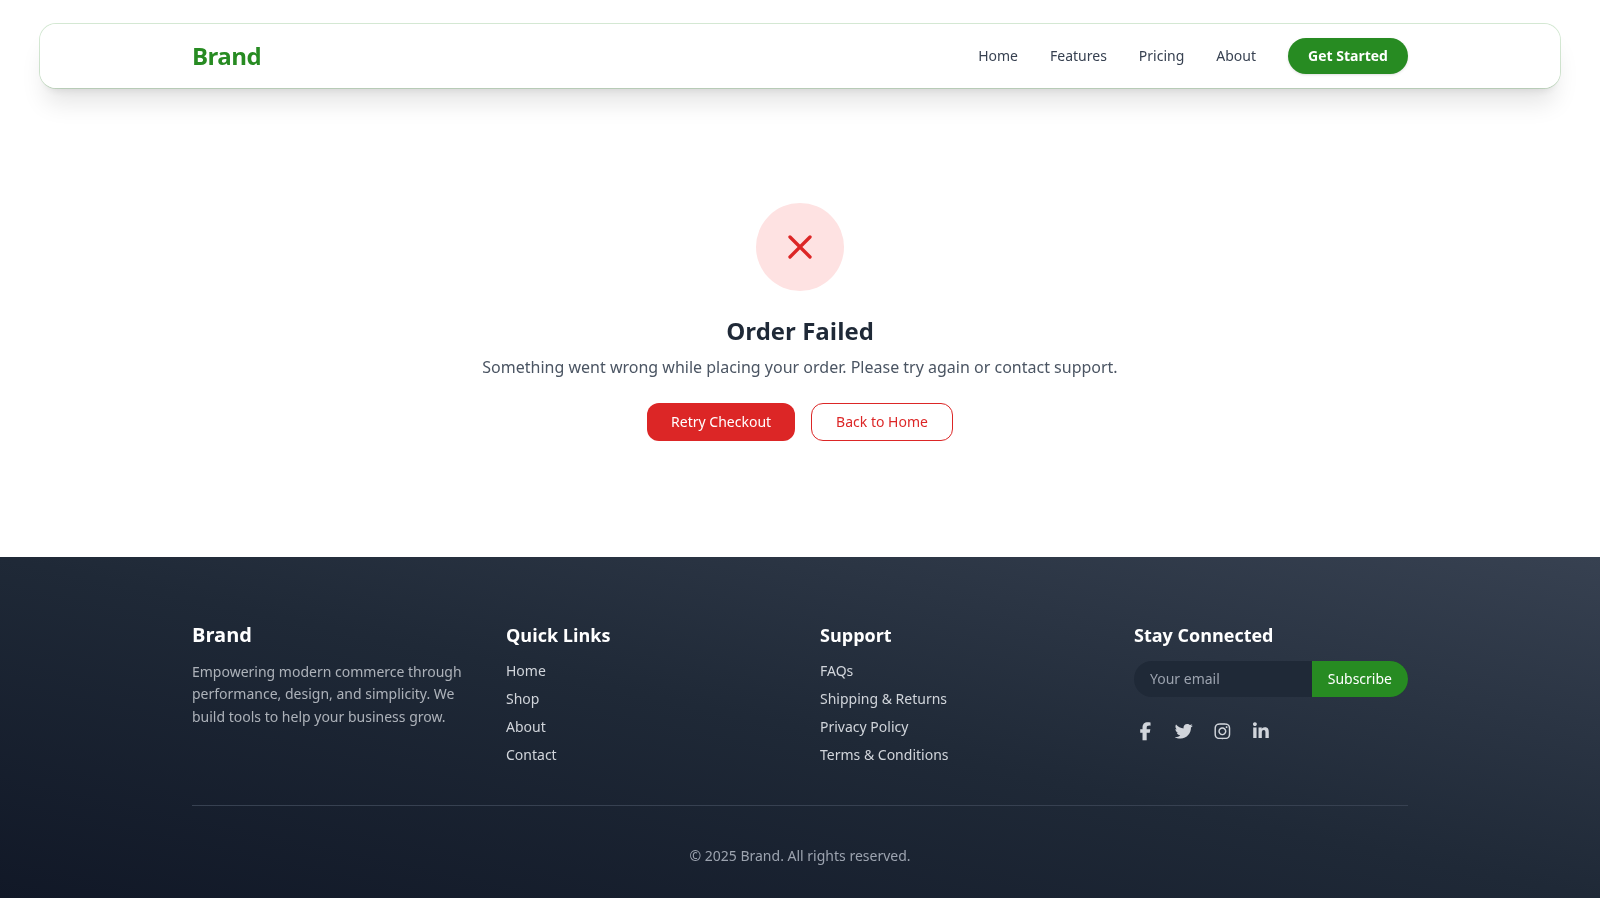 Brand
Home
Features
Pricing
About
Get Started
Order Failed
Something went wrong while placing your order. Please try again or contact support.
Retry Checkout
Back to Home
Brand
Empowering modern commerce through
performance, design, and simplicity. We
build tools to help your business grow.
Quick Links
Home
Shop
About
Contact
Support
FAQs
Shipping & Returns
Privacy Policy
Terms & Conditions
Stay Connected
Your email
Subscribe
© 2025 Brand. All rights reserved.